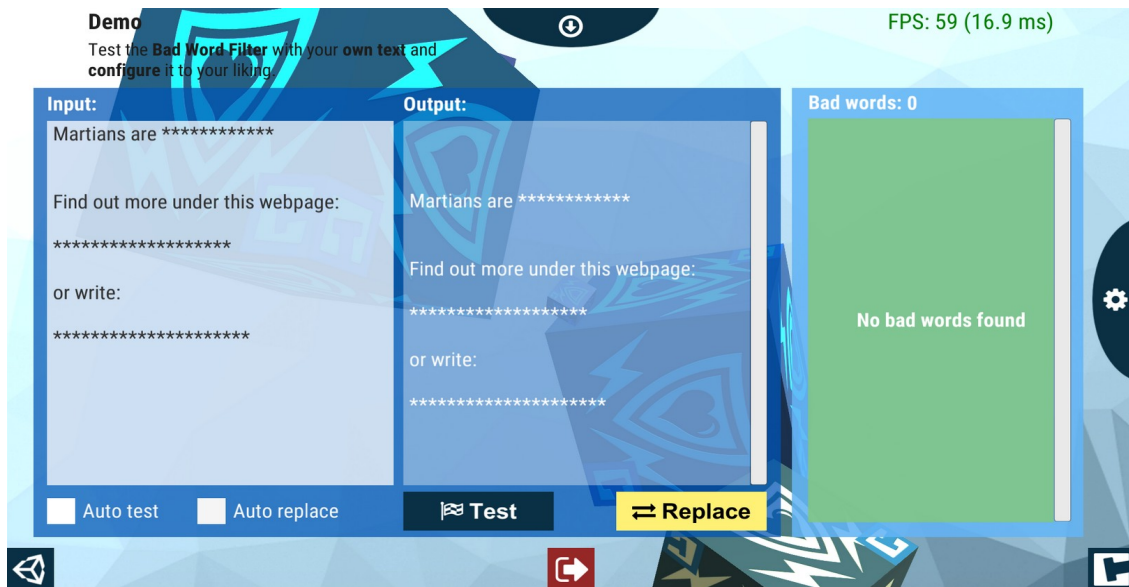 Demo
Test the Bad Word Filter with your own text and
configure it to your liking.
FPS: 59 (16.9 ms)
Input:
Martians are ************
Find out more under this webpage:
*******************
or write:
*********************
Output:
Martians are ************
Find out more under this webpage:
*******************
or write:
*********************
Bad words: 0
No bad words found
Auto test
Auto replace
Test
Replace